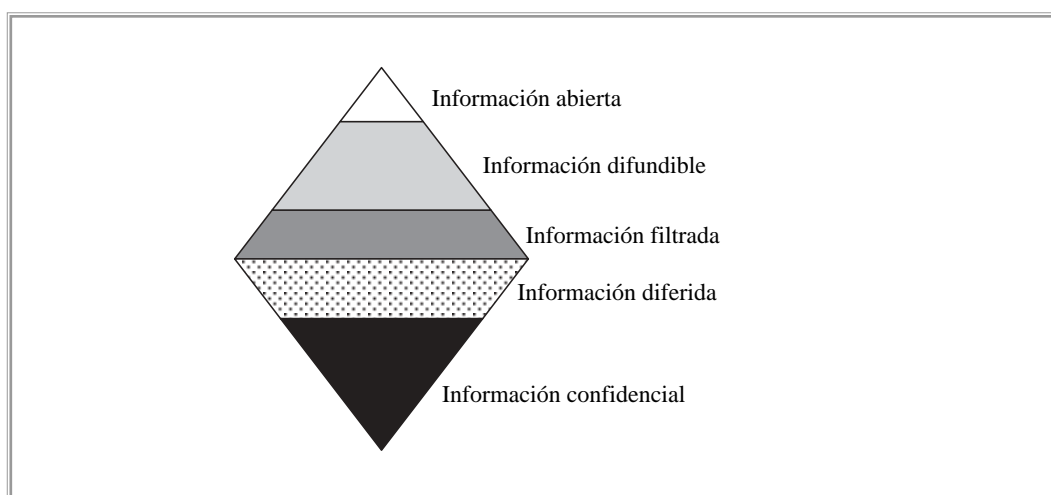 Información abierta
Información difundible
Información filtrada
Información diferida
Información confidencial